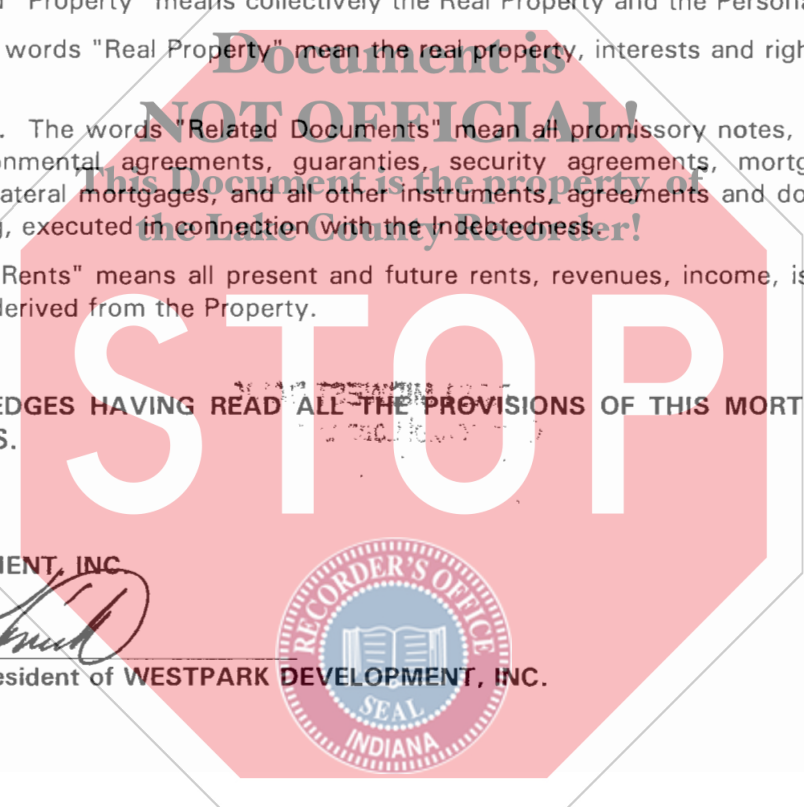 Property" means collectively the Real Property and the Persona
words "Real Property" mean the real property, interests and righ
Document is
NOT OFFICIAL!
This Document is the property of
the Lake County Recorder!
. The words "Related Documents" mean all promissory notes,
onmental agreements, guaranties, security agreements, mortg
ateral mortgages, and all other instruments, agreements and do
, executed in connection with the Indebtedness.
Rents" means all present and future rents, revenues, income, is
derived from the Property.
STOP
EDGES HAVING READ ALL THE PROVISIONS OF THIS MORT
S.
MENT, INC.
esident of WESTPARK DEVELOPMENT, INC.
RECORDER'S OFFICE
SEAL
INDIANA